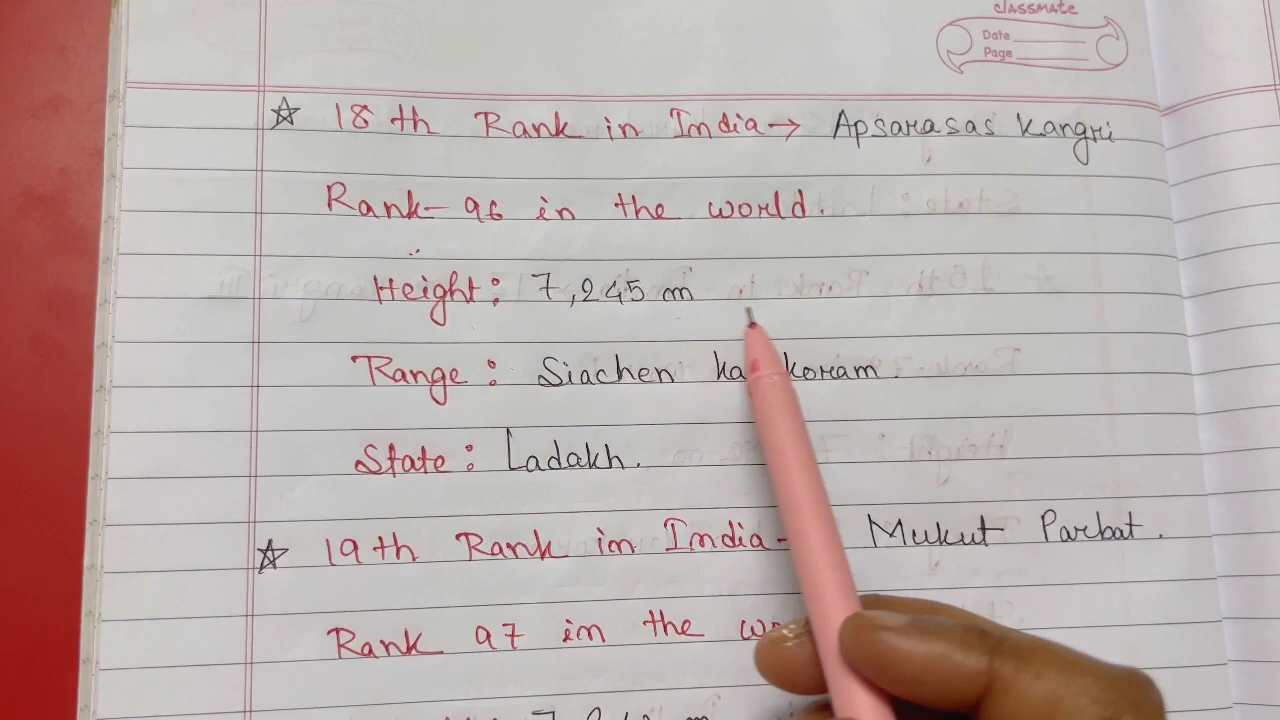 classmate
Date
Page
☆ 18 th Rank in India → Apsarasas Kangri
Rank- 96 in the world.
Height: 7,245 m
Range: Siachen koram.
State: Ladakh.
☆ 19 th Rank in India- Mukut Parbat.
Rank 97 in the